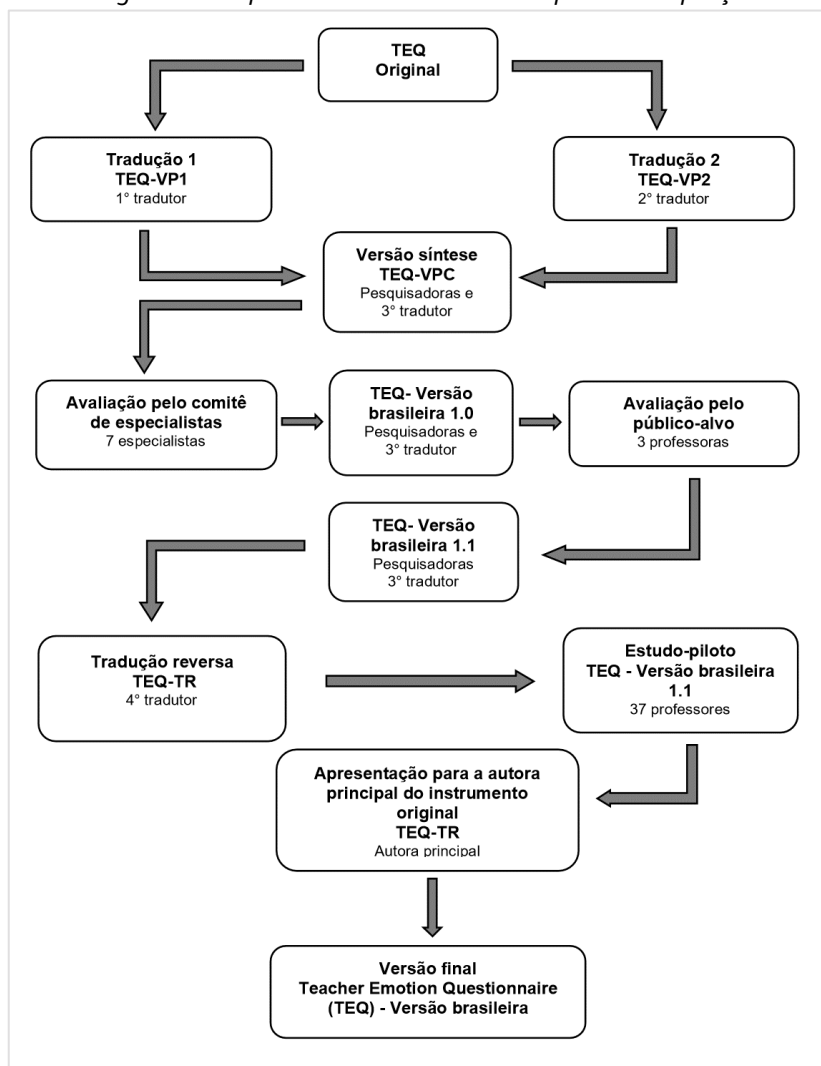 TEQ
Original
Tradução 1
TEQ-VP1
1° tradutor
Tradução 2
TEQ-VP2
2° tradutor
Versão síntese
TEQ-VPC
Pesquisadoras e
3° tradutor
Avaliação pelo comitê
de especialistas
7 especialistas
TEQ- Versão
brasileira 1.0
Pesquisadoras e
3° tradutor
Avaliação pelo
público-alvo
3 professoras
TEQ- Versão
brasileira 1.1
Pesquisadoras
3° tradutor
Tradução reversa
TEQ-TR
4° tradutor
Estudo-piloto
TEQ - Versão brasileira
1.1
37 professores
Apresentação para a autora
principal do instrumento
original
TEQ-TR
Autora principal
Versão final
Teacher Emotion Questionnaire
(TEQ) - Versão brasileira